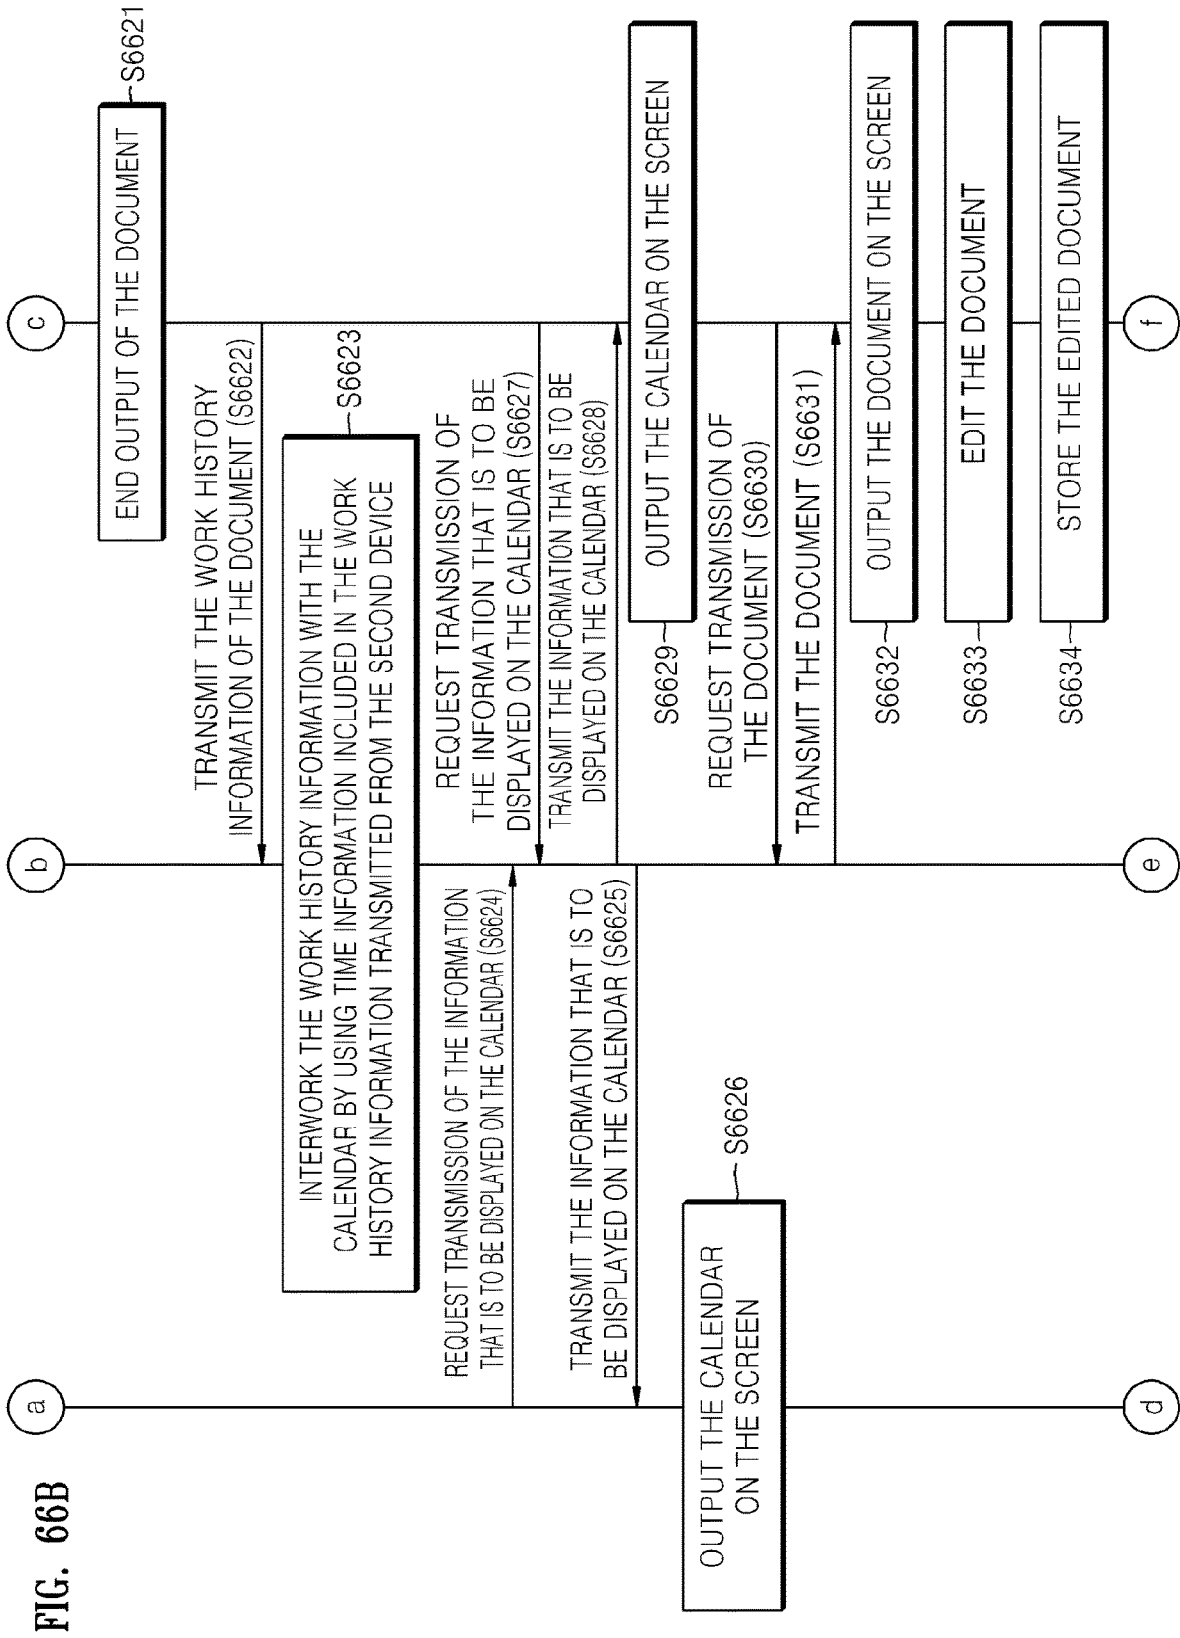 FIG. 66B
a
b
c
END OUTPUT OF THE DOCUMENT
S6621
TRANSMIT THE WORK HISTORY
INFORMATION OF THE DOCUMENT (S6622)
INTERWORK THE WORK HISTORY INFORMATION WITH THE
CALENDAR BY USING TIME INFORMATION INCLUDED IN THE WORK
HISTORY INFORMATION TRANSMITTED FROM THE SECOND DEVICE
S6623
REQUEST TRANSMISSION OF THE INFORMATION
THAT IS TO BE DISPLAYED ON THE CALENDAR (S6624)
REQUEST TRANSMISSION OF
THE INFORMATION THAT IS TO BE
DISPLAYED ON THE CALENDAR (S6627)
TRANSMIT THE INFORMATION THAT IS TO BE
DISPLAYED ON THE CALENDAR (S6628)
TRANSMIT THE INFORMATION THAT IS TO
BE DISPLAYED ON THE CALENDAR (S6625)
OUTPUT THE CALENDAR
ON THE SCREEN
S6626
S6629
OUTPUT THE CALENDAR ON THE SCREEN
REQUEST TRANSMISSION OF
THE DOCUMENT (S6630)
TRANSMIT THE DOCUMENT (S6631)
S6632
OUTPUT THE DOCUMENT ON THE SCREEN
S6633
EDIT THE DOCUMENT
S6634
STORE THE EDITED DOCUMENT
d
e
f